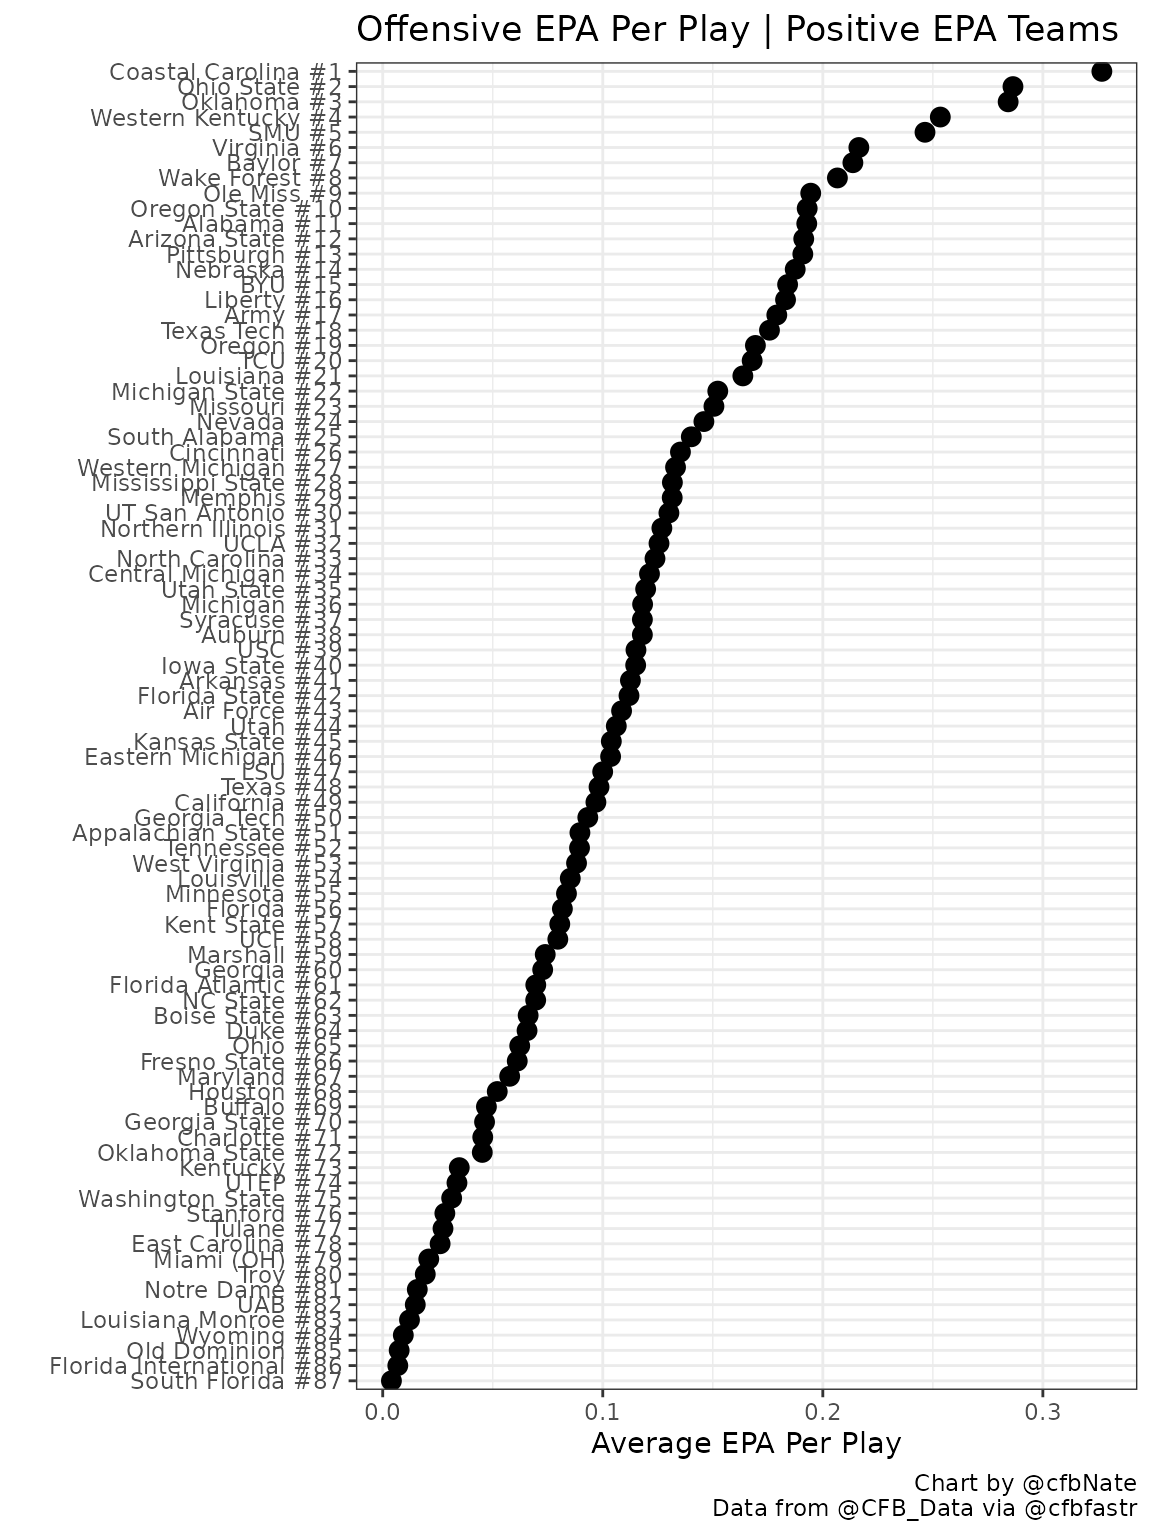 Offensive EPA Per Play | Positive EPA Teams
Coastal Carolina #1
Ohio State #2
Oklahoma #3
Western Kentucky #4
SMU #5
Virginia #6
Baylor #7
Wake Forest #8
Ole Miss #9
Oregon State #10
Alabama #11
Arizona State #12
Pittsburgh #13
Nebraska #14
BYU #15
Liberty #16
Army #17
Texas Tech #18
Oregon #19
TCU #20
Louisiana #21
Michigan State #22
Missouri #23
Nevada #24
South Alabama #25
Cincinnati #26
Western Michigan #27
Mississippi State #28
Memphis #29
UT San Antonio #30
Northern Illinois #31
UCLA #32
North Carolina #33
Central Michigan #34
Utah State #35
Michigan #36
Syracuse #37
Auburn #38
USC #39
Iowa State #40
Arkansas #41
Florida State #42
Air Force #43
Utah #44
Kansas State #45
Eastern Michigan #46
LSU #47
Texas #48
California #49
Georgia Tech #50
Appalachian State #51
Tennessee #52
West Virginia #53
Louisville #54
Minnesota #55
Florida #56
Kent State #57
UCF #58
Marshall #59
Georgia #60
Florida Atlantic #61
NC State #62
Boise State #63
Duke #64
Ohio #65
Fresno State #66
Maryland #67
Houston #68
Buffalo #69
Georgia State #70
Charlotte #71
Oklahoma State #72
Kentucky #73
UTEP #74
Washington State #75
Stanford #76
Tulane #77
East Carolina #78
Miami (OH) #79
Troy #80
Notre Dame #81
UAB #82
Louisiana Monroe #83
Wyoming #84
Old Dominion #85
Florida International #86
South Florida #87
0.0 0.1 0.2 0.3
Average EPA Per Play
Chart by @cfbNate
Data from @CFB_Data via @cfbfastr